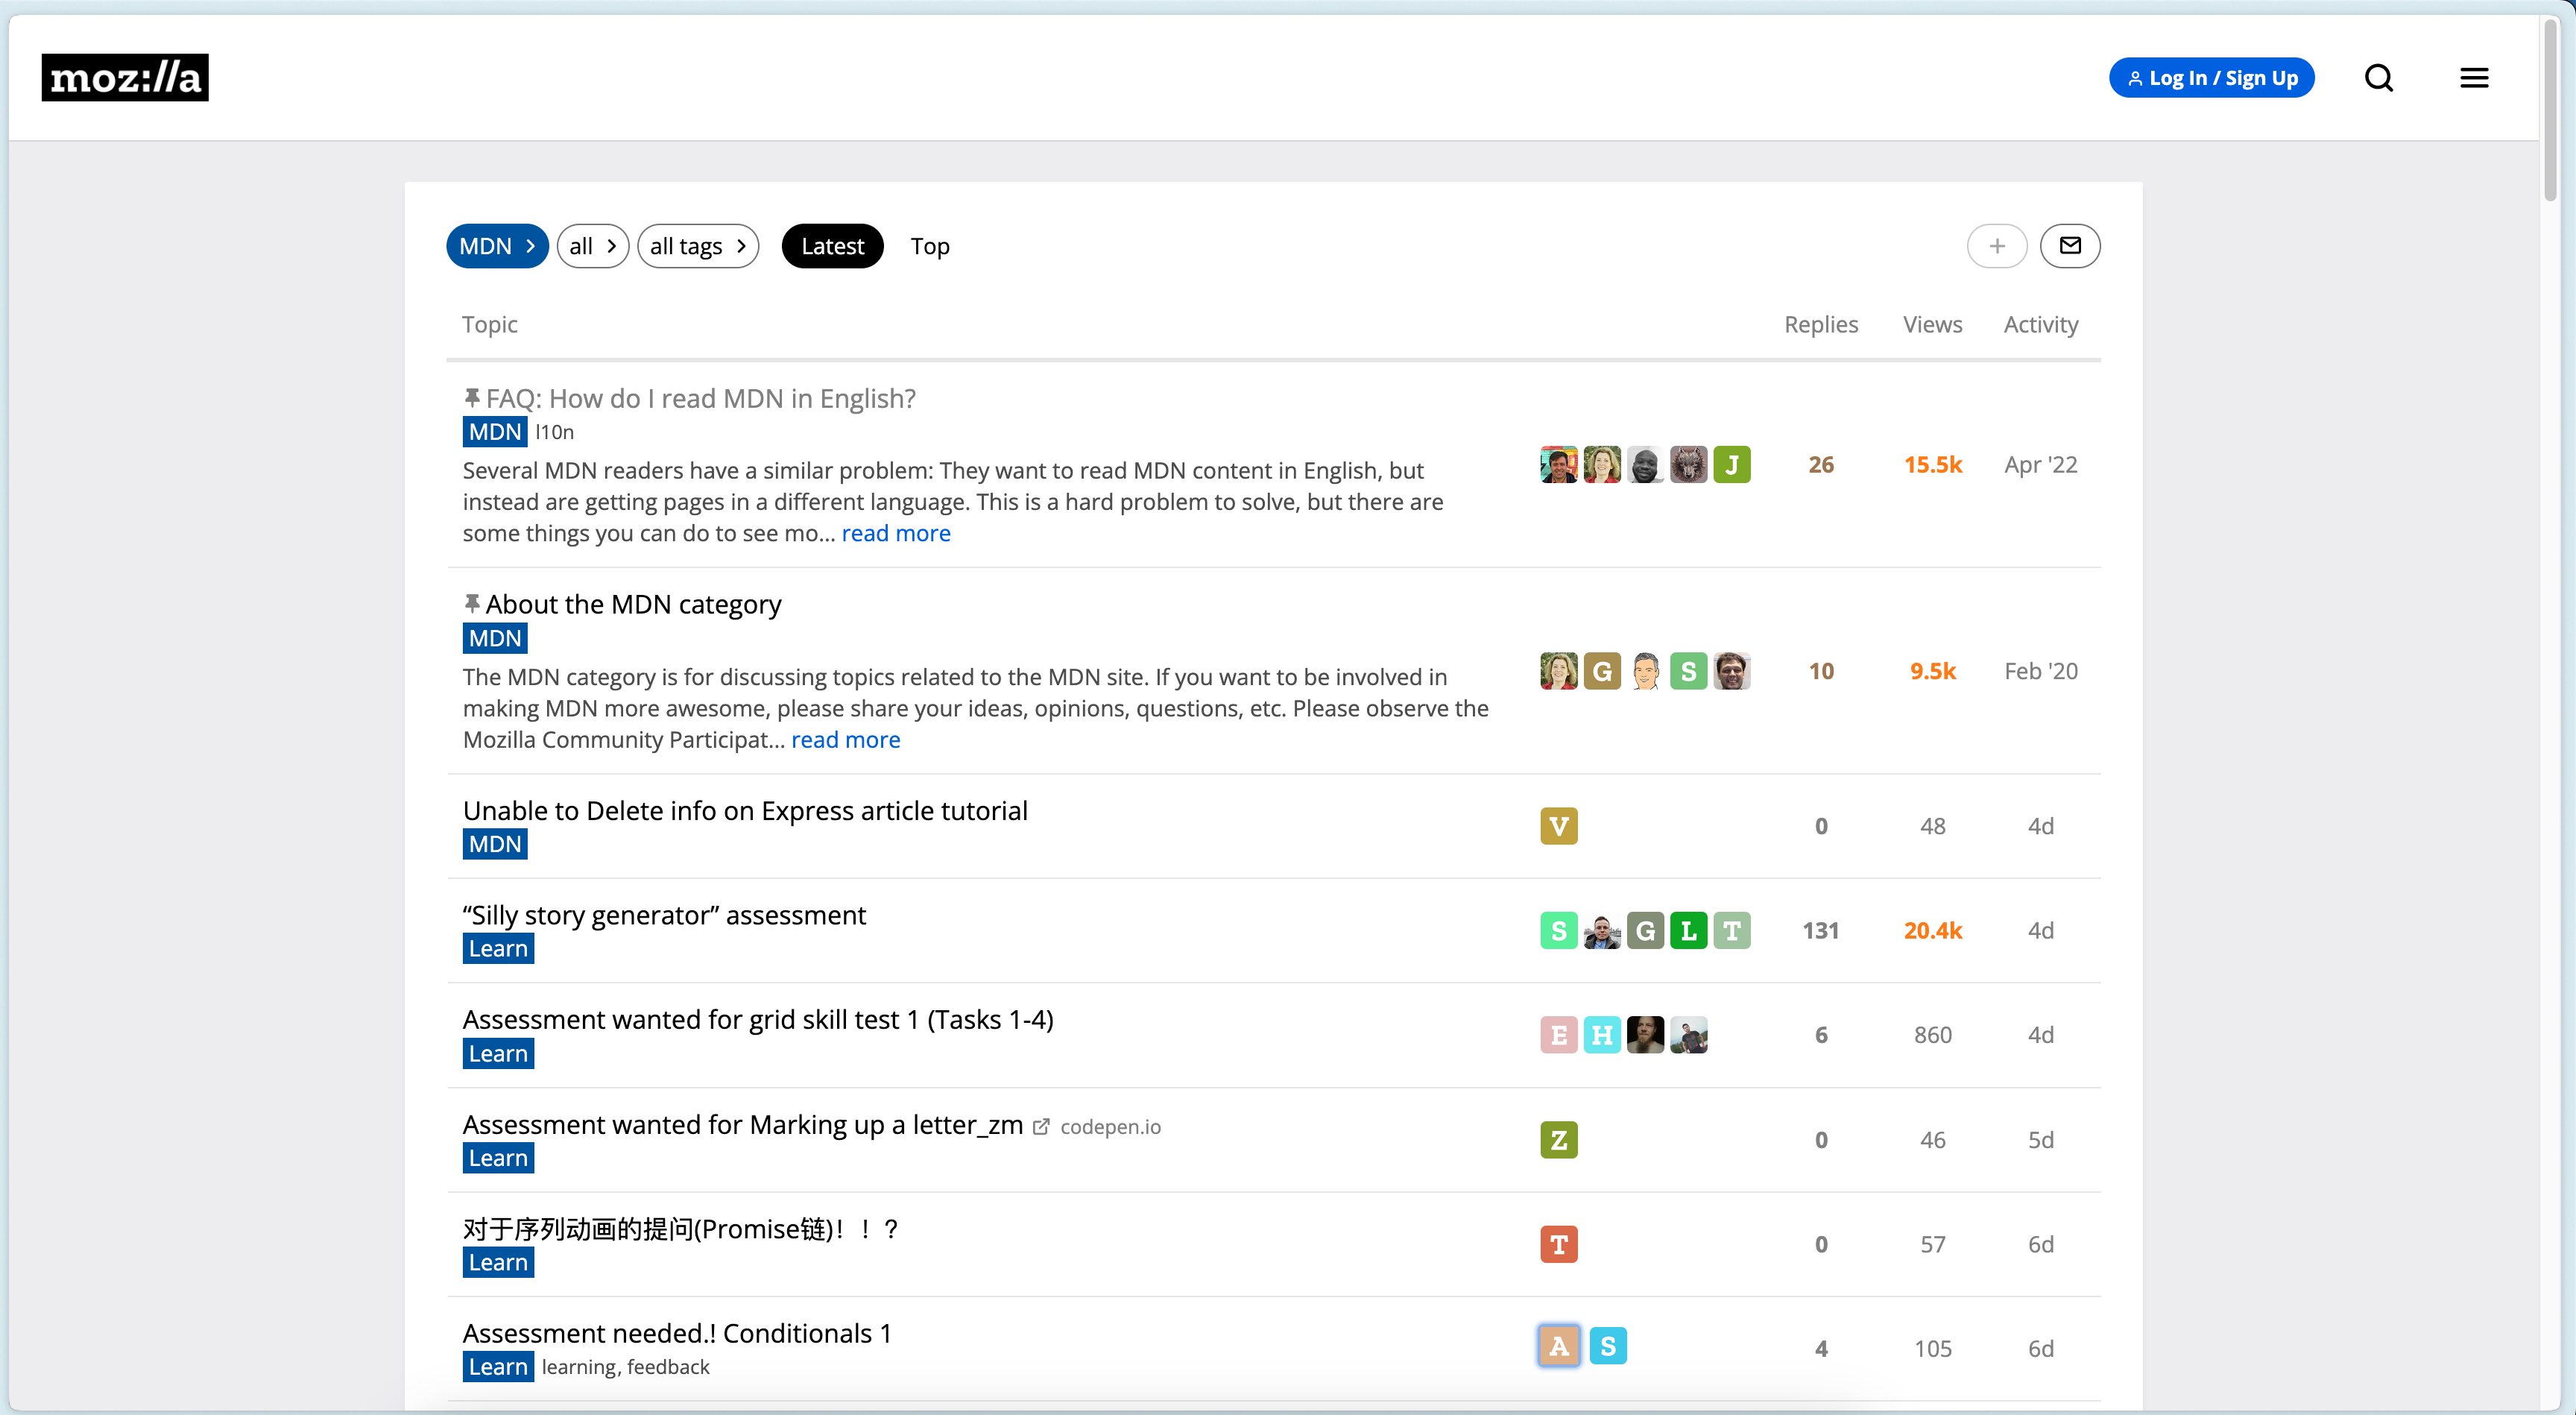 moz://a
Log In / Sign Up
MDN all all tags Latest Top
Topic Replies Views Activity
FAQ: How do I read MDN in English?
MDN l10n
Several MDN readers have a similar problem: They want to read MDN content in English, but
instead are getting pages in a different language. This is a hard problem to solve, but there are
some things you can do to see mo... read more
J 26 15.5k Apr '22
About the MDN category
MDN
The MDN category is for discussing topics related to the MDN site. If you want to be involved in
making MDN more awesome, please share your ideas, opinions, questions, etc. Please observe the
Mozilla Community Participat... read more
G S 10 9.5k Feb '20
Unable to Delete info on Express article tutorial
MDN
V 0 48 4d
“Silly story generator” assessment
Learn
S G L T 131 20.4k 4d
Assessment wanted for grid skill test 1 (Tasks 1-4)
Learn
E H 6 860 4d
Assessment wanted for Marking up a letter_zm codepen.io
Learn
Z 0 46 5d
对于序列动画的提问(Promise链)！！？
Learn
T 0 57 6d
Assessment needed.! Conditionals 1
Learn learning, feedback
A S 4 105 6d